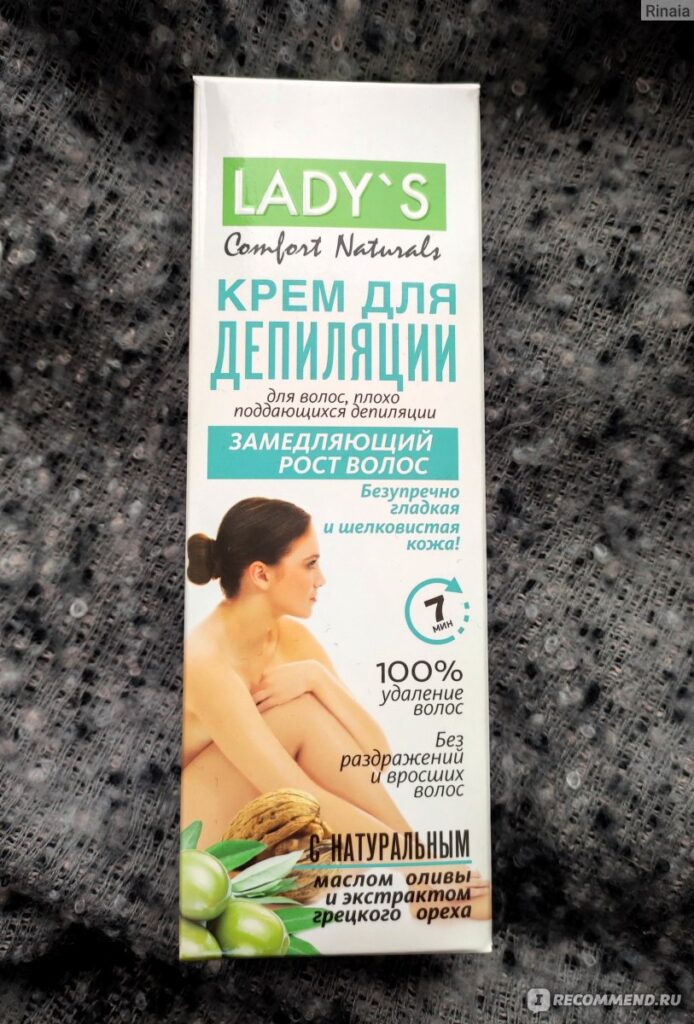 Rinaia
LADY`S
Comfort Naturals
КРЕМ ДЛЯ
ДЕПИЛЯЦИИ
для волос, плохо
поддающихся депиляции
ЗАМЕДЛЯЮЩИЙ
РОСТ ВОЛОС
Безупречно
гладкая
и шелковистая
кожа!
7
МИН
100%
удаление
волос
Без
раздражений
и вросших
волос
С НАТУРАЛЬНЫМ
маслом оливы
и экстрактом
грецкого ореха
I RECOMMEND.RU